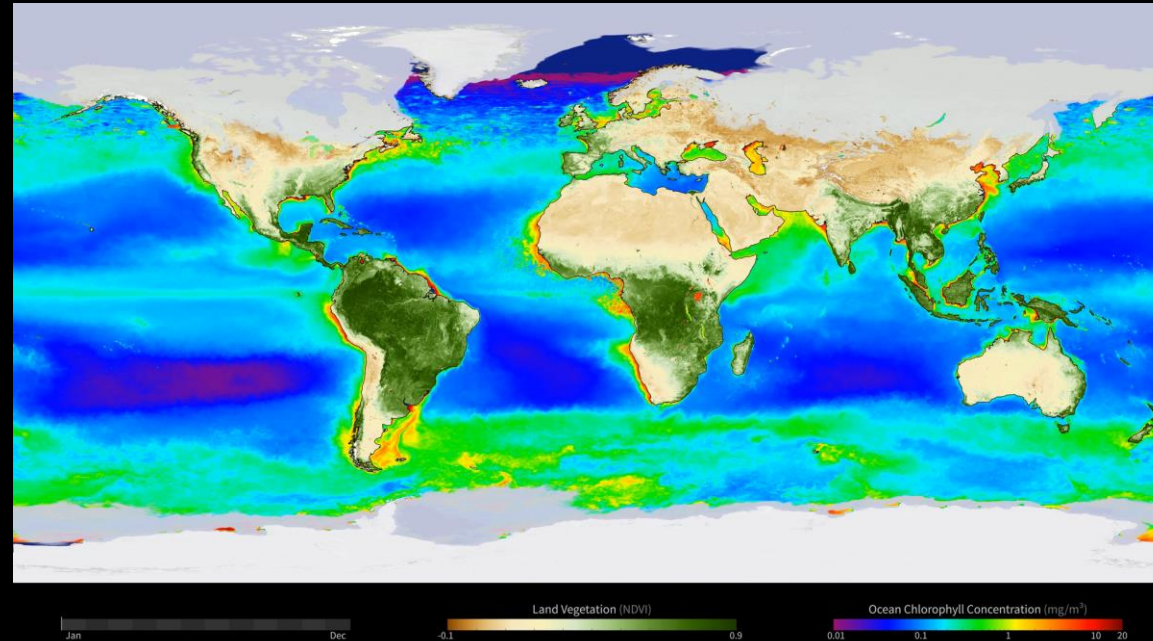 Land Vegetation (NDVI)
Ocean Chlorophyll Concentration (mg/m³)
Jan Dec
-0.1 0.9
0.01 0.1 1 10 20